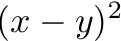 (x − y)²